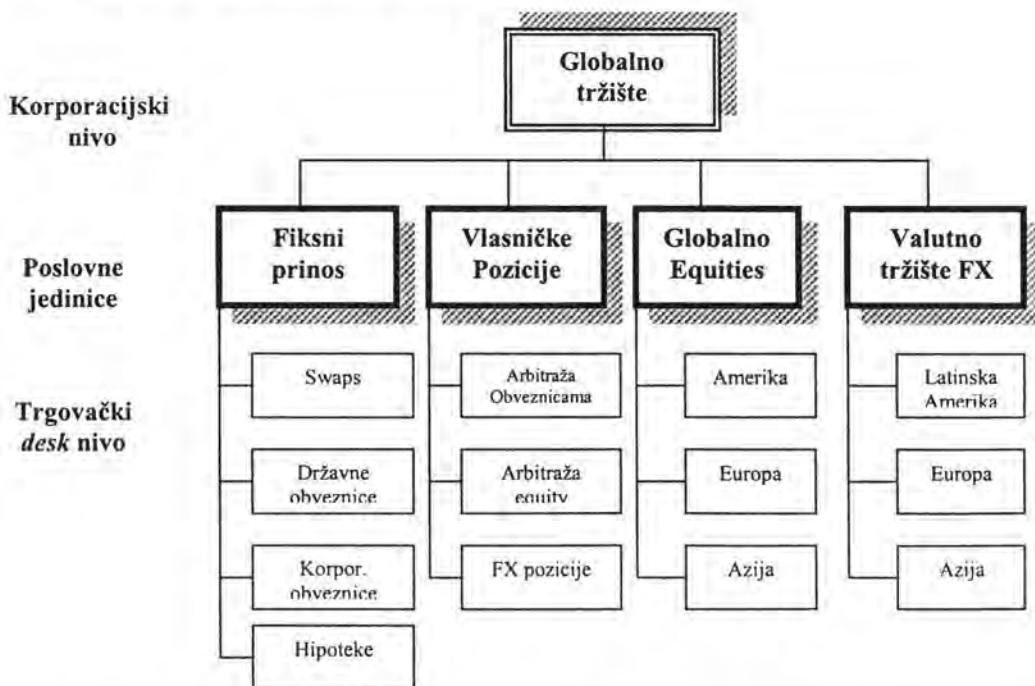 Globalno
tržište
Korporacijski
nivo
Poslovne
jedinice
Fiksni
prinos
Vlasničke
Pozicije
Globalno
Equities
Valutno
tržište FX
Trgovački
desk nivo
Swaps
Državne
obveznice
Korpor.
obveznice
Hipoteke
Arbitraža
Obveznicama
Arbitraža
equity
FX pozicije
Amerika
Europa
Azija
Latinska
Amerika
Europa
Azija